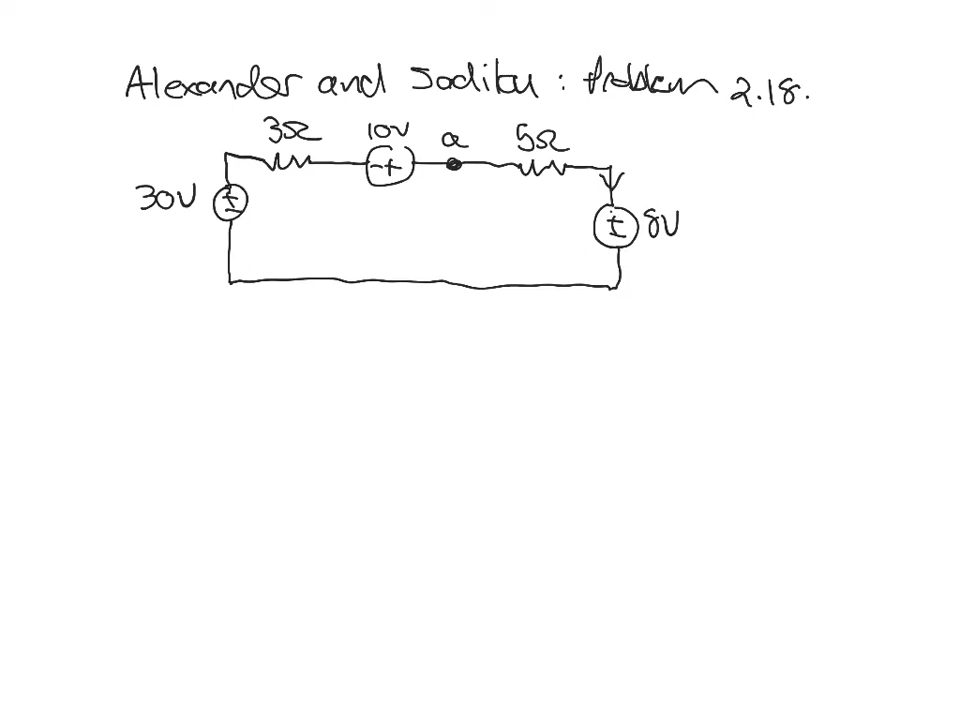 Alexander and Sadiku : Problem 2.18.
3Ω 10V a 5Ω
- +
30V + - + - 8V